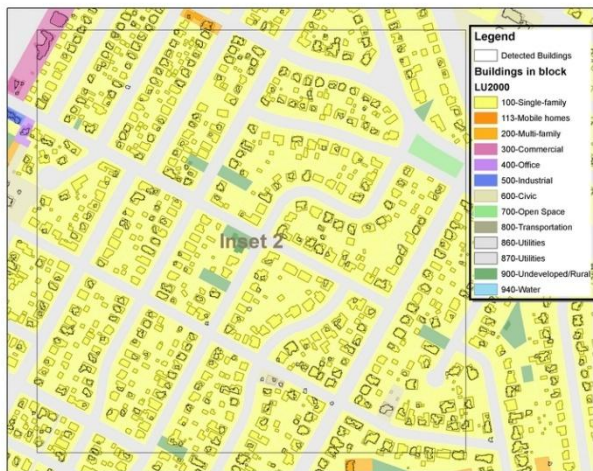 Legend
Detected Buildings
Buildings in block
LU2000
100-Single-family
113-Mobile homes
200-Multi-family
300-Commercial
400-Office
500-Industrial
600-Civic
700-Open Space
800-Transportation
860-Utilities
870-Utilities
900-Undeveloped/Rural
940-Water
Inset 2